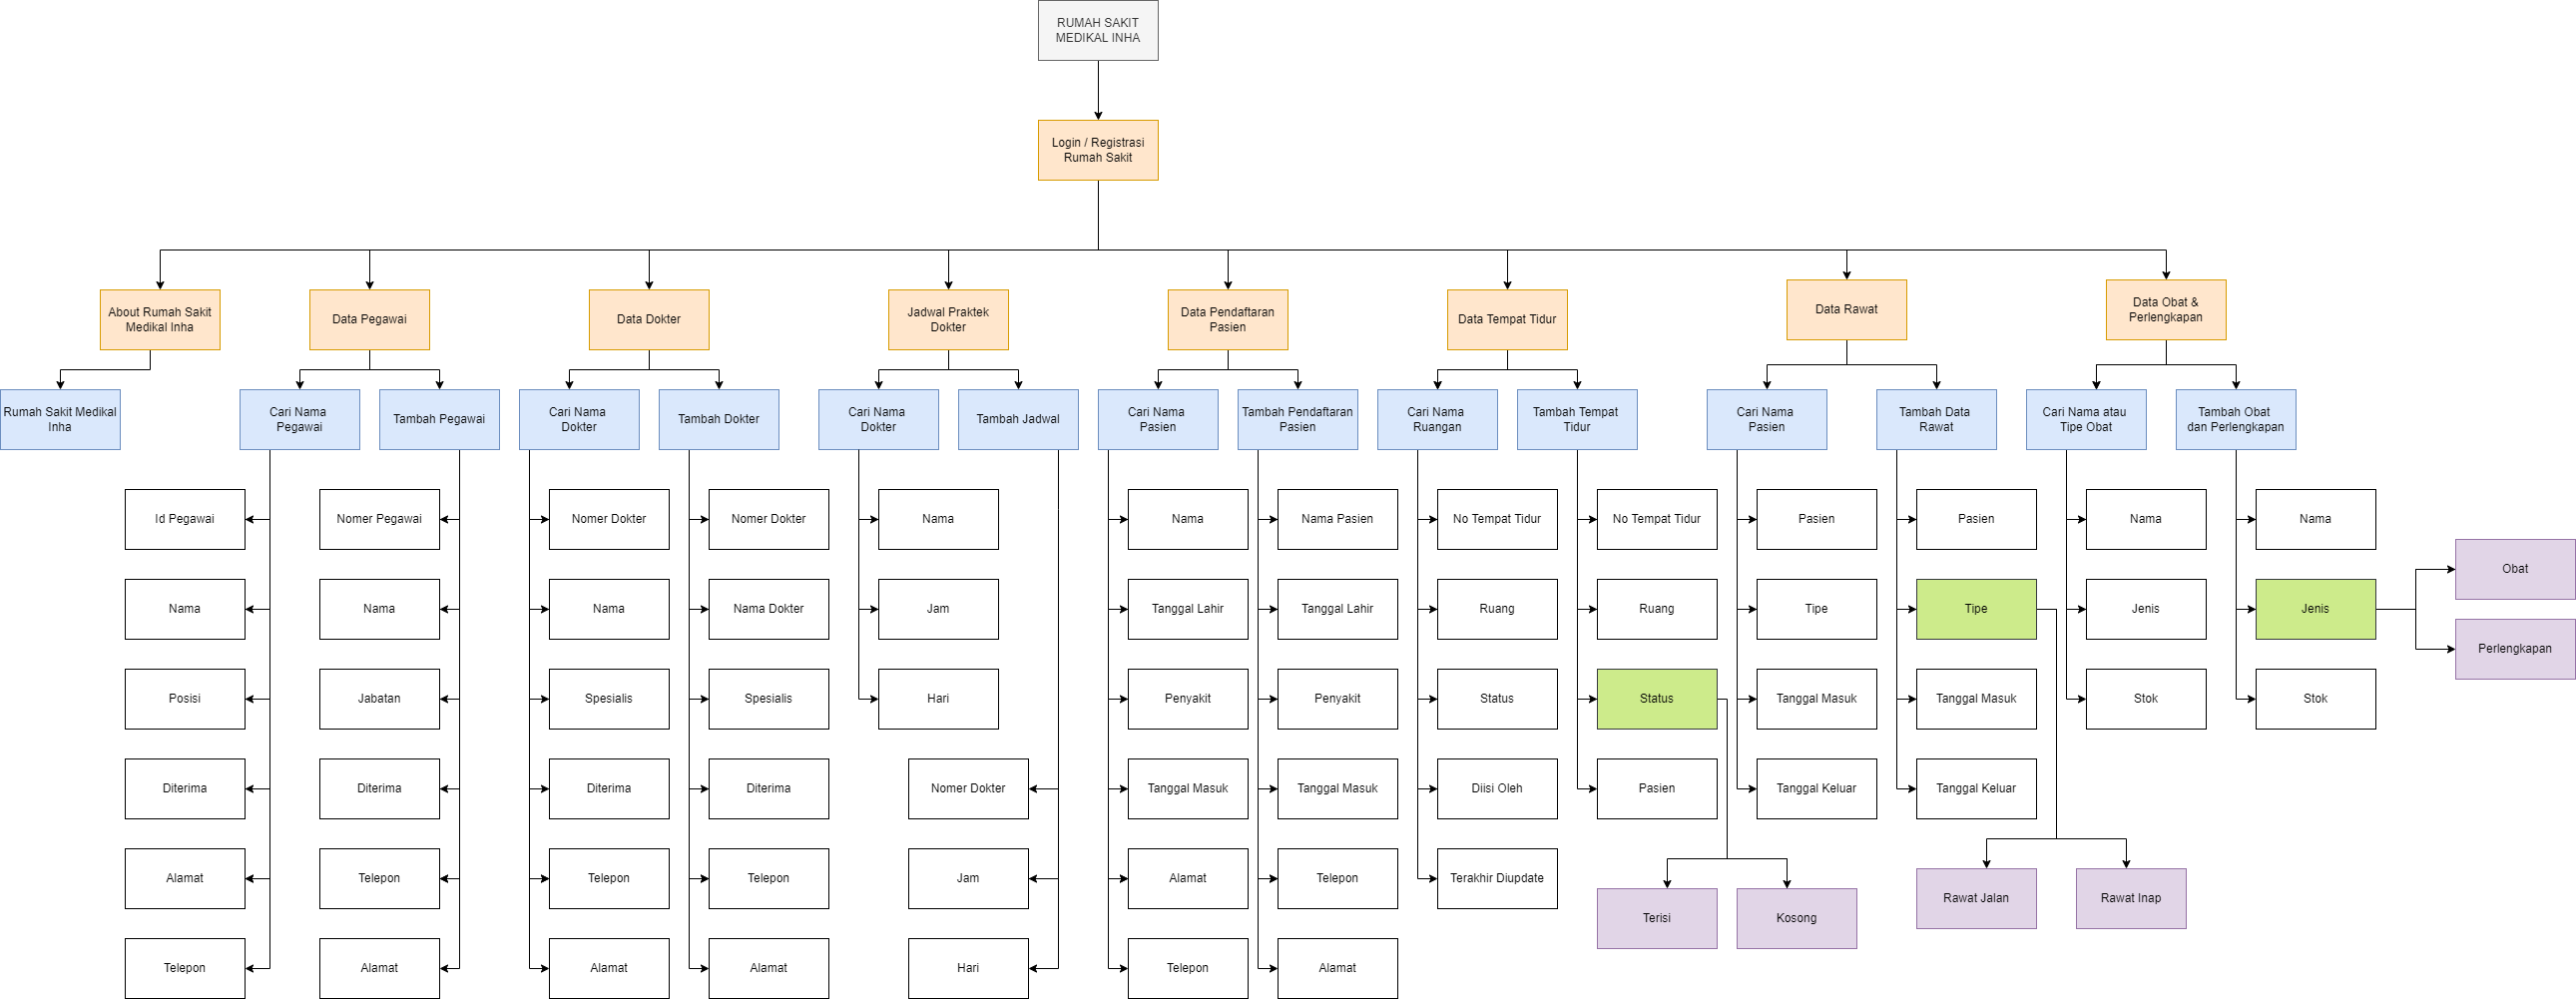 RUMAH SAKIT
MEDIKAL INHA
Login / Registrasi
Rumah Sakit
About Rumah Sakit
Medikal Inha
Data Pegawai
Data Dokter
Jadwal Praktek
Dokter
Data Pendaftaran
Pasien
Data Tempat Tidur
Data Rawat
Data Obat &
Perlengkapan
Rumah Sakit Medikal
Inha
Cari Nama
Pegawai
Tambah Pegawai
Cari Nama
Dokter
Tambah Dokter
Cari Nama
Dokter
Tambah Jadwal
Cari Nama
Pasien
Tambah Pendaftaran
Pasien
Cari Nama
Ruangan
Tambah Tempat
Tidur
Cari Nama
Pasien
Tambah Data
Rawat
Cari Nama atau
Tipe Obat
Tambah Obat
dan Perlengkapan
Id Pegawai
Nomer Pegawai
Nomer Dokter
Nomer Dokter
Nama
Nama
Nama Pasien
No Tempat Tidur
No Tempat Tidur
Pasien
Pasien
Nama
Nama
Obat
Nama
Nama
Nama
Nama Dokter
Jam
Tanggal Lahir
Tanggal Lahir
Ruang
Ruang
Tipe
Tipe
Jenis
Jenis
Perlengkapan
Posisi
Jabatan
Spesialis
Spesialis
Hari
Penyakit
Penyakit
Status
Status
Tanggal Masuk
Tanggal Masuk
Stok
Stok
Diterima
Diterima
Diterima
Diterima
Nomer Dokter
Tanggal Masuk
Tanggal Masuk
Diisi Oleh
Pasien
Tanggal Keluar
Tanggal Keluar
Alamat
Telepon
Telepon
Telepon
Jam
Alamat
Telepon
Terakhir Diupdate
Terisi
Kosong
Rawat Jalan
Rawat Inap
Telepon
Alamat
Alamat
Alamat
Hari
Telepon
Alamat